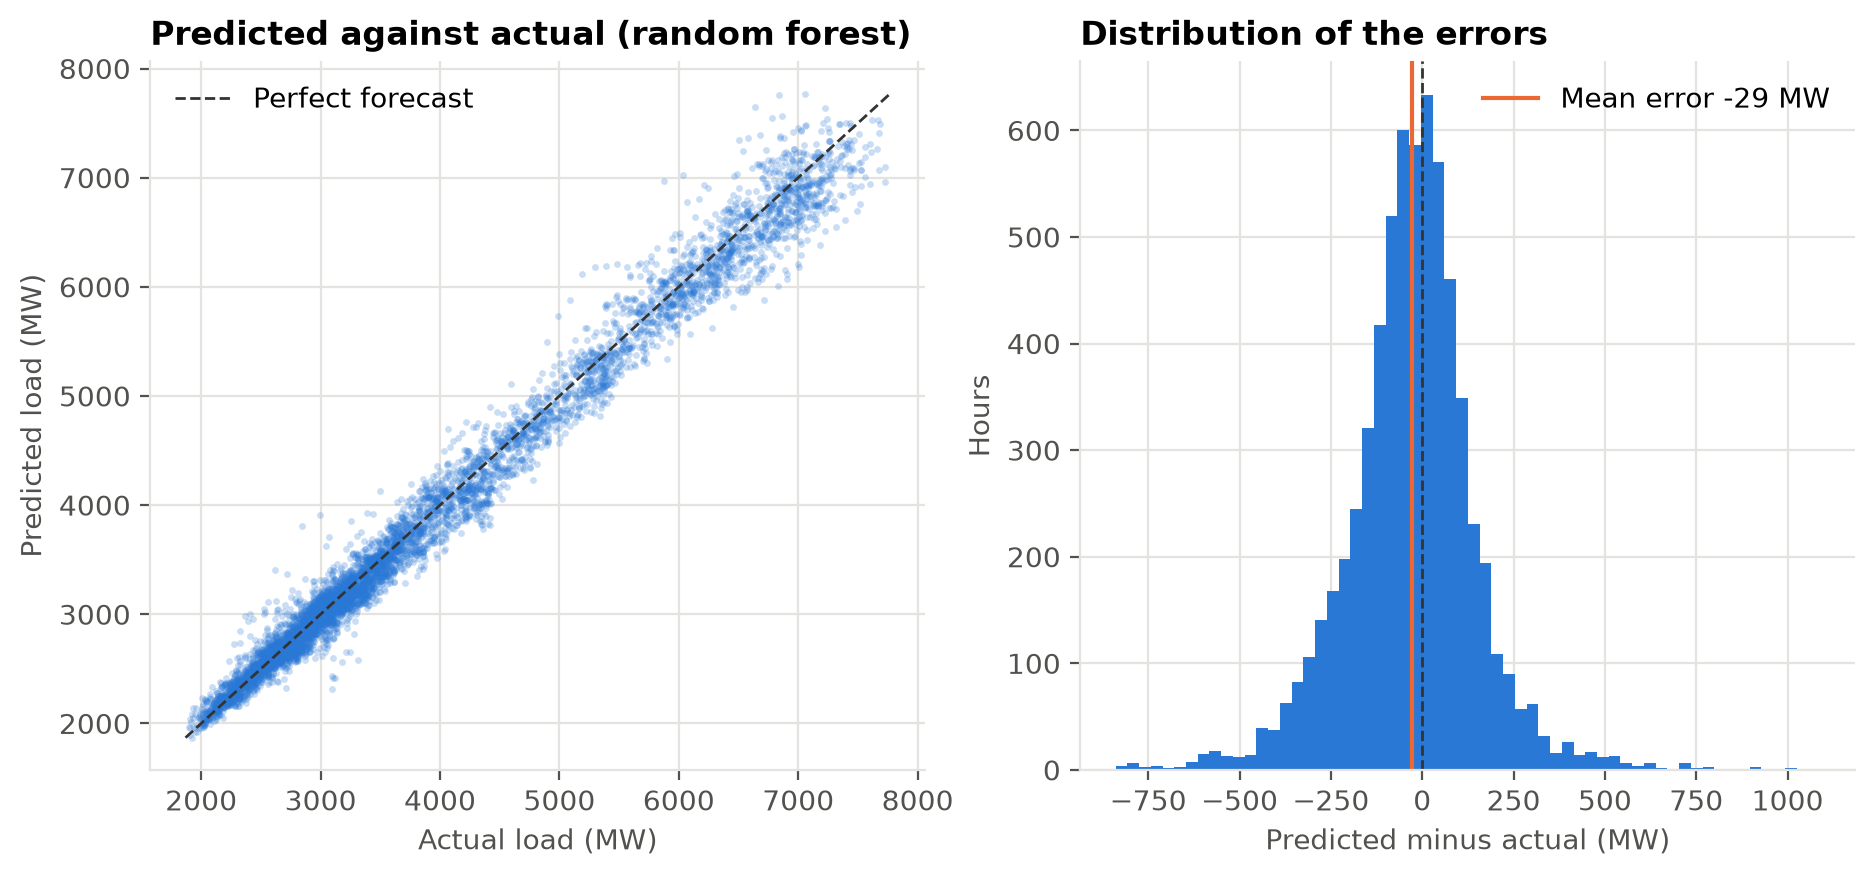 Predicted against actual (random forest)
Perfect forecast
8000
7000
6000
5000
4000
3000
2000
Predicted load (MW)
2000 3000 4000 5000 6000 7000 8000
Actual load (MW)
Distribution of the errors
Mean error -29 MW
600
500
400
300
200
100
0
Hours
−750 −500 −250 0 250 500 750 1000
Predicted minus actual (MW)